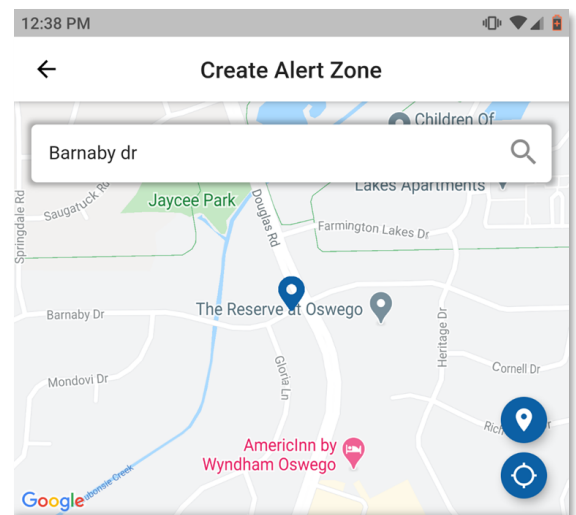 12:38 PM
Create Alert Zone
Children Of
Barnaby dr
Lakes Apartments
Springdale Rd
Saugatuck Rd
Jaycee Park
Douglas Rd
Farmington Lakes Dr
The Reserve at Oswego
Barnaby Dr
Heritage Dr
Gloria Ln
Cornell Dr
Mondovi Dr
AmericInn by
Wyndham Oswego
Google